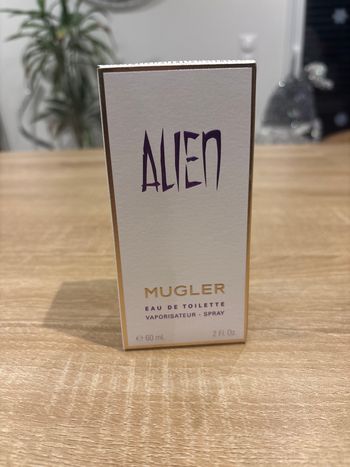 ALIEN
MUGLER
EAU DE TOILETTE
VAPORISATEUR - SPRAY
℮ 60 ml 2 Fl. Oz.